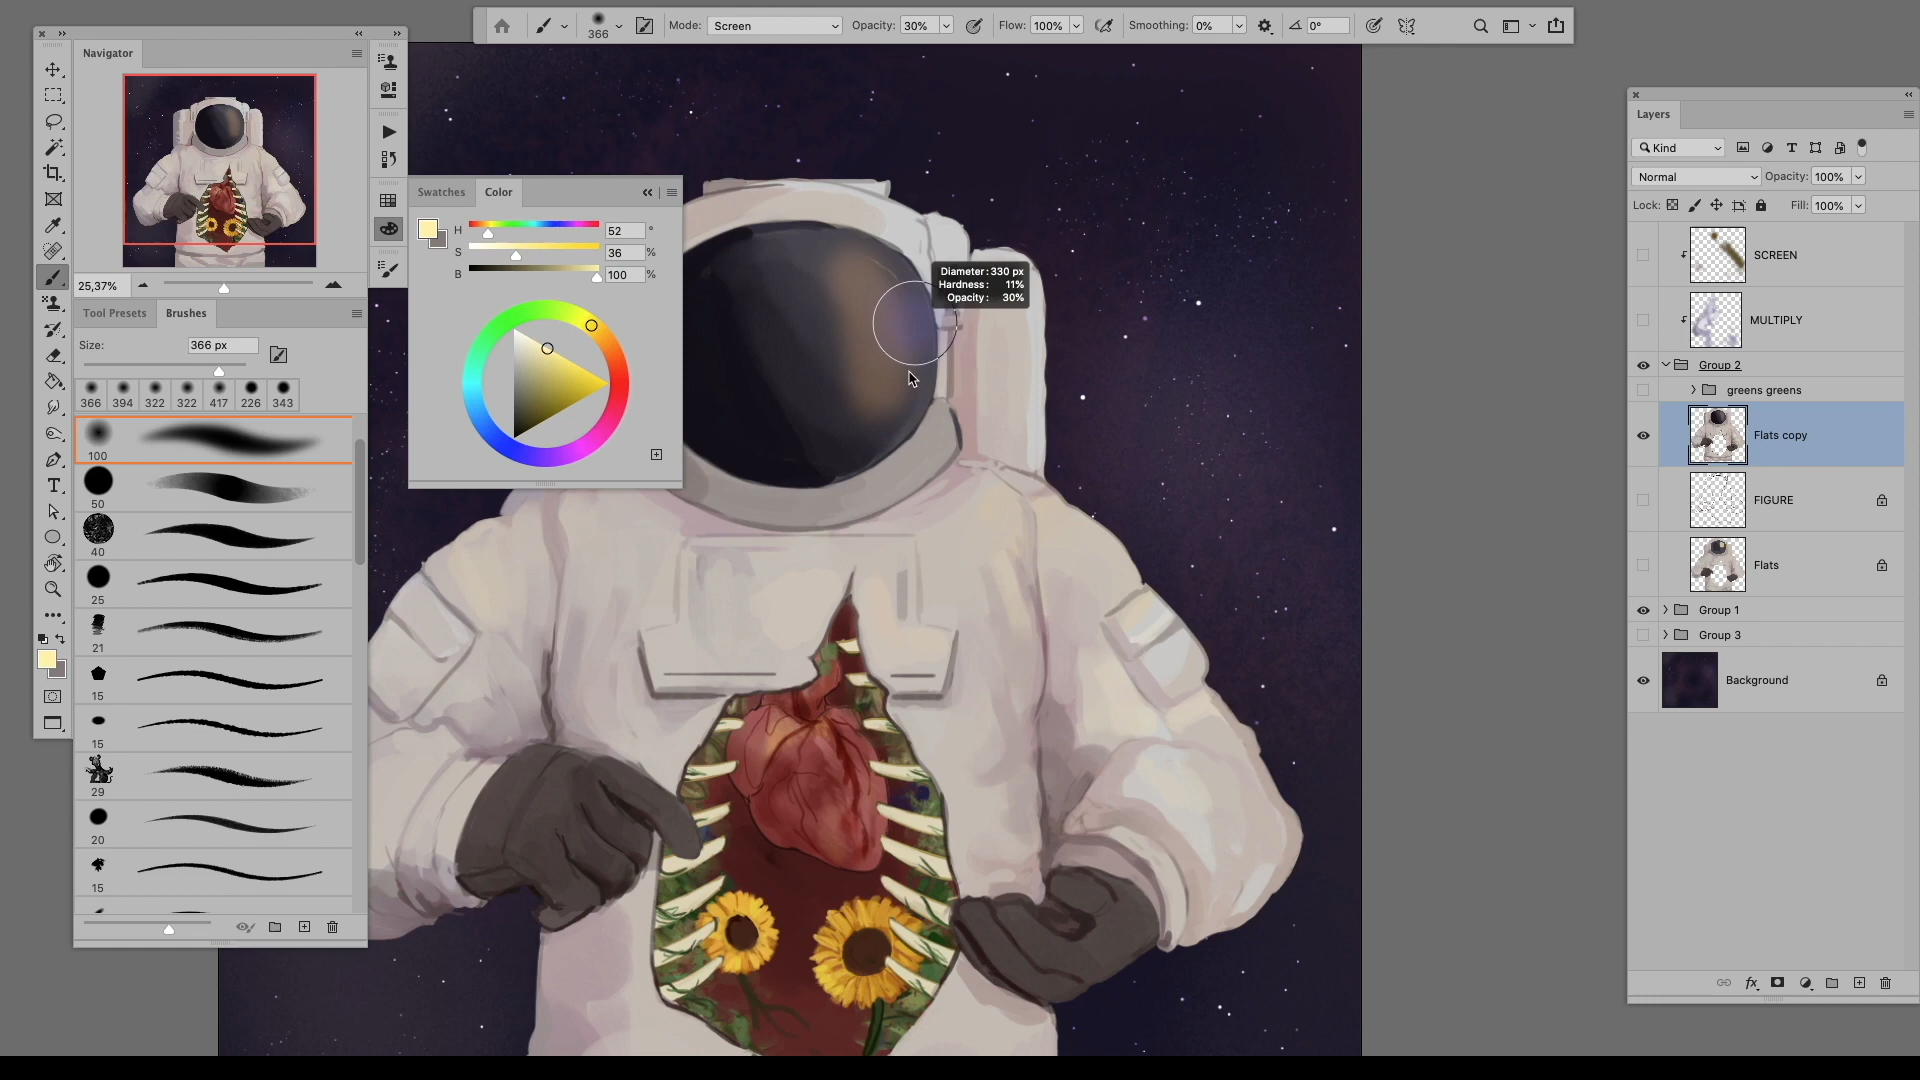 366
Mode:
Screen
Opacity:
30%
Flow:
100%
Smoothing:
0%
0°
Navigator
25,37%
Tool Presets
Brushes
Size:
366 px
366
394
322
322
417
226
343
100
50
40
25
21
15
15
29
20
15
Swatches
Color
H
52
°
S
36
%
B
100
%
Diameter: 330 px
Hardness: 11%
Opacity: 30%
Layers
Kind
Normal
Opacity:
100%
Lock:
Fill:
100%
SCREEN
MULTIPLY
Group 2
greens greens
Flats copy
FIGURE
Flats
Group 1
Group 3
Background
fx